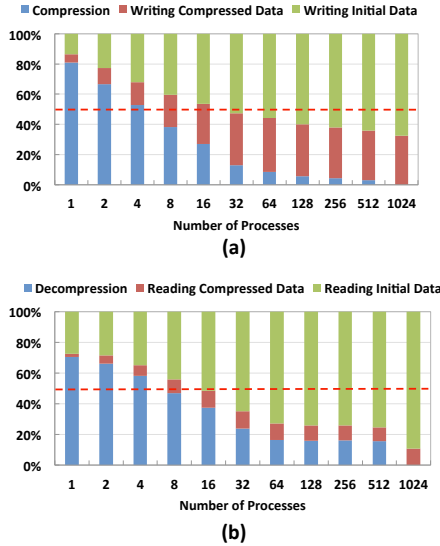 Compression Writing Compressed Data Writing Initial Data
100%
80%
60%
40%
20%
0%
1 2 4 8 16 32 64 128 256 512 1024
Number of Processes
(a)
Decompression Reading Compressed Data Reading Initial Data
100%
80%
60%
40%
20%
0%
1 2 4 8 16 32 64 128 256 512 1024
Number of Processes
(b)